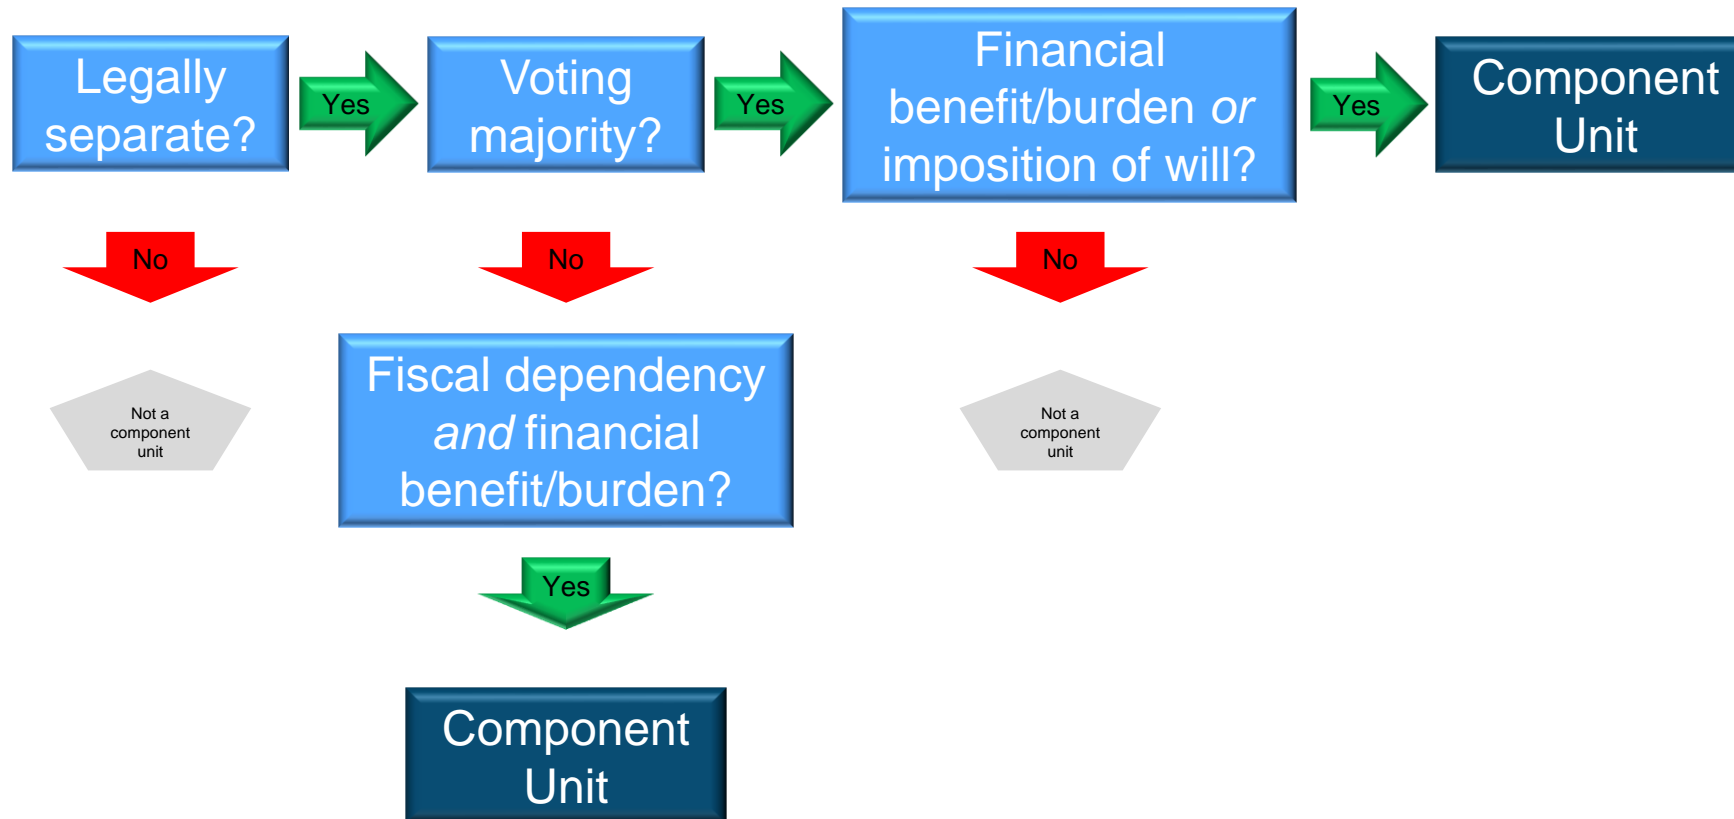 Legally
separate?
Yes
Voting
majority?
Yes
Financial
benefit/burden or
imposition of will?
Yes
Component
Unit
No
No
No
Not a
component
unit
Fiscal dependency
and financial
benefit/burden?
Not a
component
unit
Yes
Component
Unit